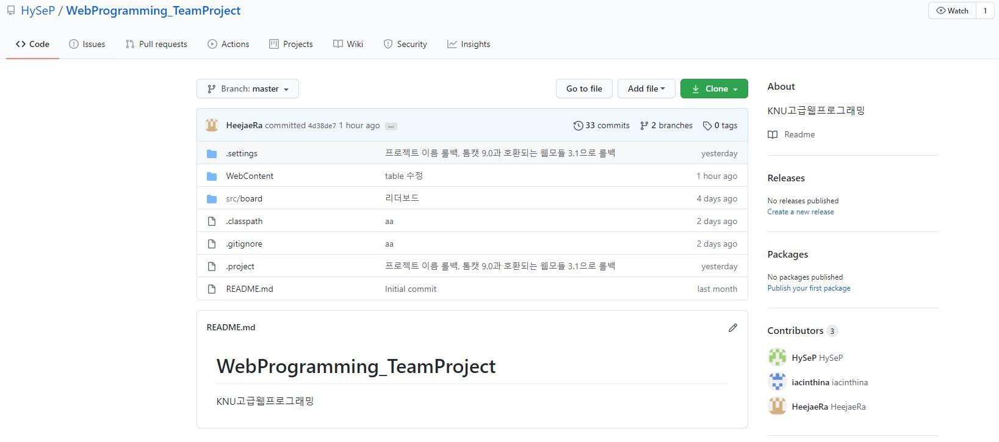 HySeP / WebProgramming_TeamProject
Watch 1
Code Issues Pull requests Actions Projects Wiki Security Insights
Branch: master
Go to file Add file Clone
HeejaeRa committed 4d38de7 1 hour ago ... 33 commits 2 branches 0 tags
.settings 프로젝트 이름 롤백, 톰캣 9.0과 호환되는 웹모듈 3.1으로 롤백 yesterday
WebContent table 수정 1 hour ago
src/board 리더보드 4 days ago
.classpath aa 2 days ago
.gitignore aa 2 days ago
.project 프로젝트 이름 롤백, 톰캣 9.0과 호환되는 웹모듈 3.1으로 롤백 yesterday
README.md Initial commit last month
README.md
WebProgramming_TeamProject
KNU고급웹프로그래밍
About
KNU고급웹프로그래밍
Readme
Releases
No releases published
Create a new release
Packages
No packages published
Publish your first package
Contributors 3
HySeP HySeP
iacinthina iacinthina
HeejaeRa HeejaeRa